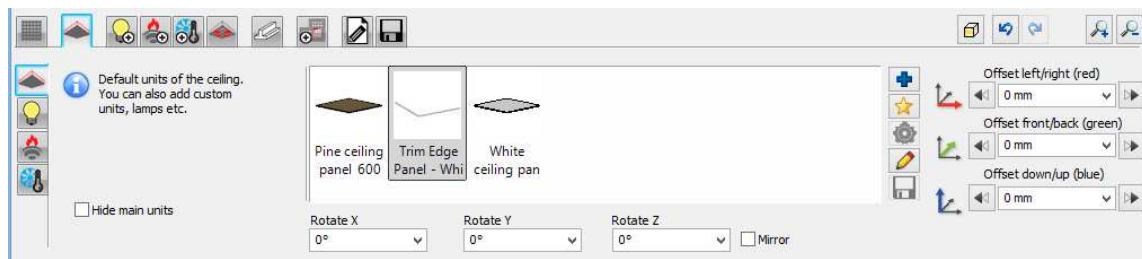 Default units of the ceiling.
You can also add custom
units, lamps etc.
Hide main units
Pine ceiling
panel 600
Trim Edge
Panel - Whi
White
ceiling pan
Rotate X
0°
Rotate Y
0°
Rotate Z
0°
Mirror
Offset left/right (red)
0 mm
Offset front/back (green)
0 mm
Offset down/up (blue)
0 mm